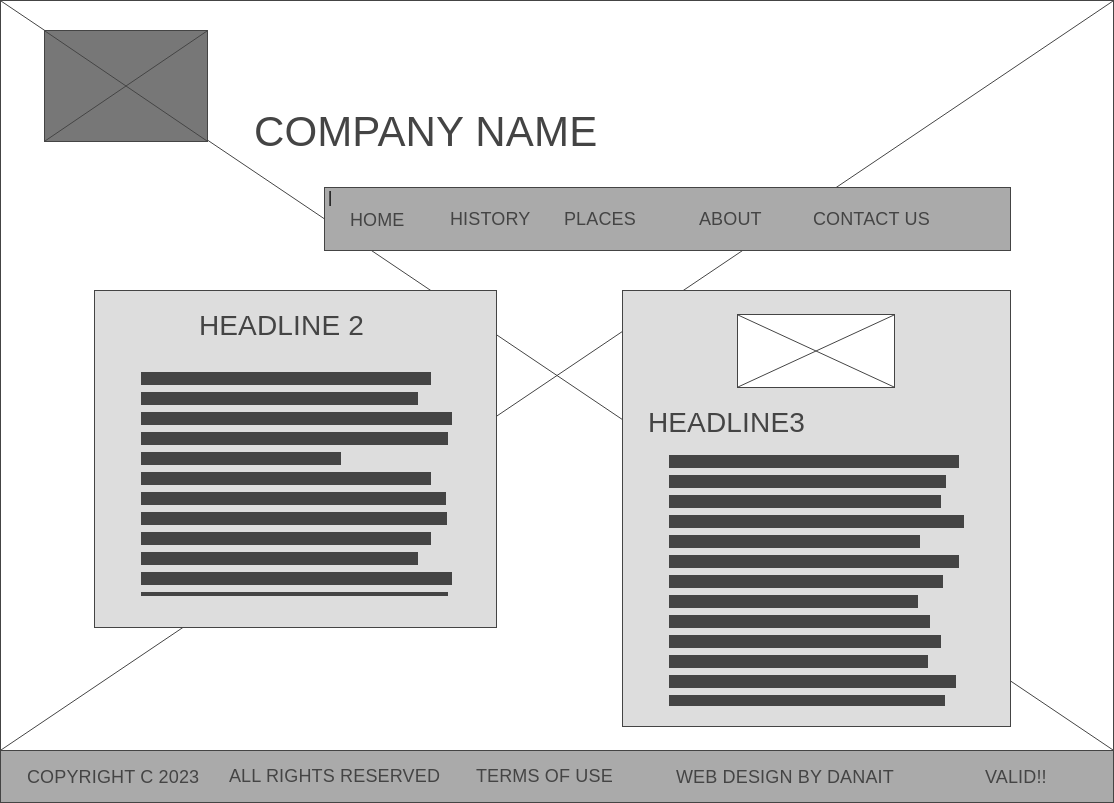 COMPANY NAME
HOME HISTORY PLACES ABOUT CONTACT US
HEADLINE 2
HEADLINE3
COPYRIGHT C 2023 ALL RIGHTS RESERVED TERMS OF USE WEB DESIGN BY DANAIT VALID!!